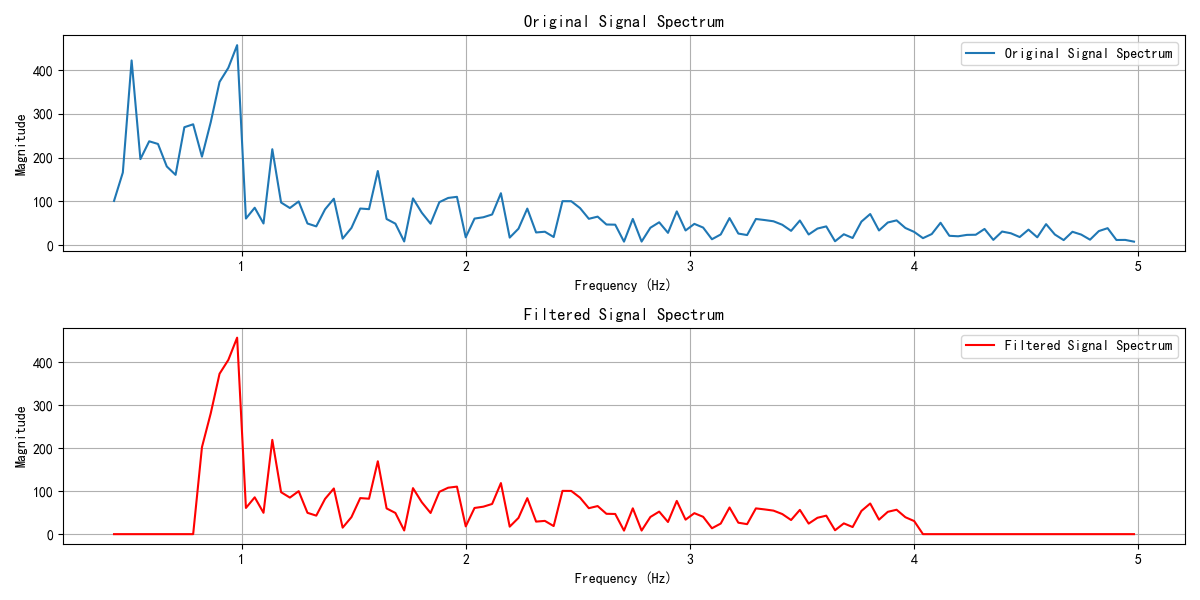 Original Signal Spectrum
Original Signal Spectrum
Magnitude
400
300
200
100
0
1
2
3
4
5
Frequency (Hz)
Filtered Signal Spectrum
Filtered Signal Spectrum
Magnitude
400
300
200
100
0
1
2
3
4
5
Frequency (Hz)